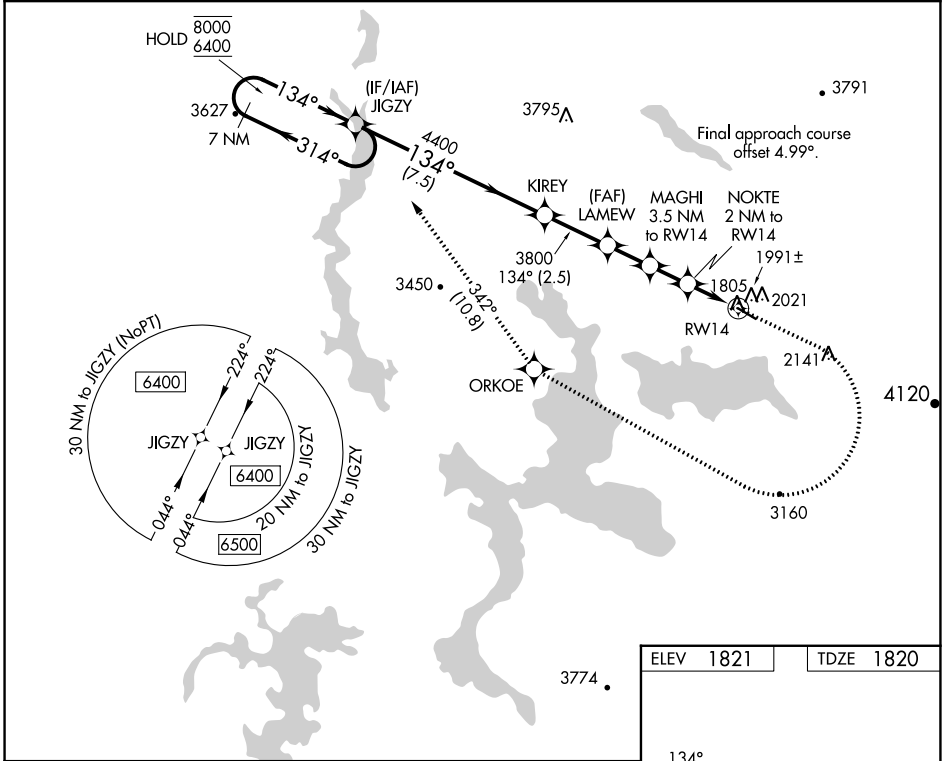 HOLD
8000
6400
134°
3627
7 NM
314°
(IF/IAF)
JIGZY
4400
134°
(7.5)
3795
3791
Final approach course
offset 4.99°.
KIREY
(FAF)
LAMEW
MAGHI
3.5 NM
to RW14
NOKTE
2 NM to
RW14
3800
134° (2.5)
1991±
1805
2021
RW14
3450
342°
(10.8)
ORKOE
2141
4120
3160
30 NM to JIGZY (NoPT)
6400
224°
224°
JIGZY
JIGZY
6400
20 NM to JIGZY
30 NM to JIGZY
044°
044°
6500
3774
ELEV 1821
TDZE 1820
134°